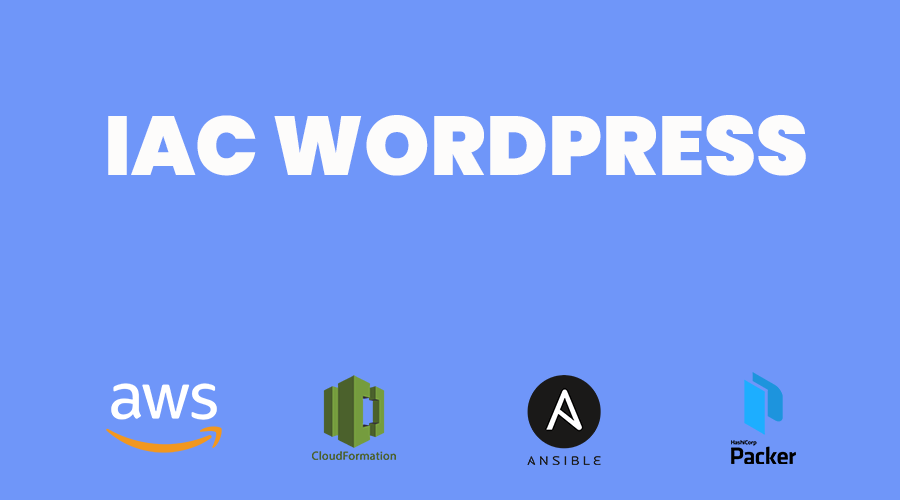 IAC WORDPRESS
aws
CloudFormation
ANSIBLE
HashiCorp
Packer